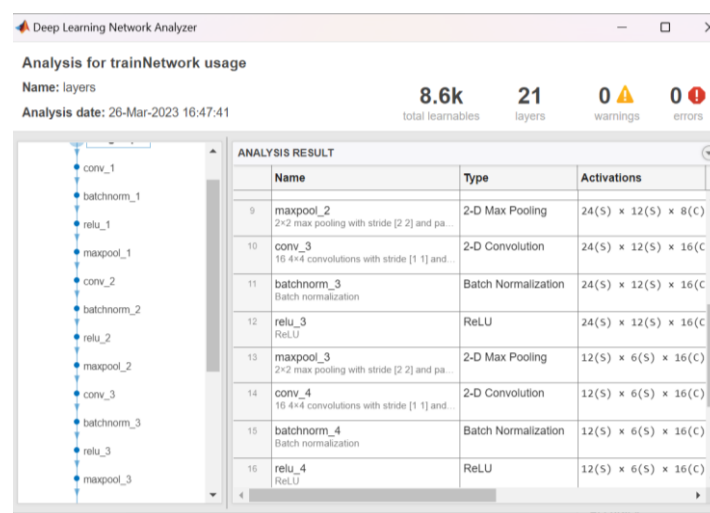 Deep Learning Network Analyzer
Analysis for trainNetwork usage
Name: layers
Analysis date: 26-Mar-2023 16:47:41
8.6k
total learnables
21
layers
0
warnings
0
errors
conv_1
batchnorm_1
relu_1
maxpool_1
conv_2
batchnorm_2
relu_2
maxpool_2
conv_3
batchnorm_3
relu_3
maxpool_3
ANALYSIS RESULT
Name Type Activations
9 maxpool_2 2-D Max Pooling 24(S) × 12(S) × 8(C)
2×2 max pooling with stride [2 2] and pa...
10 conv_3 2-D Convolution 24(S) × 12(S) × 16(C
16 4×4 convolutions with stride [1 1] and...
11 batchnorm_3 Batch Normalization 24(S) × 12(S) × 16(C
Batch normalization
12 relu_3 ReLU 24(S) × 12(S) × 16(C
ReLU
13 maxpool_3 2-D Max Pooling 12(S) × 6(S) × 16(C)
2×2 max pooling with stride [2 2] and pa...
14 conv_4 2-D Convolution 12(S) × 6(S) × 16(C)
16 4×4 convolutions with stride [1 1] and...
15 batchnorm_4 Batch Normalization 12(S) × 6(S) × 16(C)
Batch normalization
16 relu_4 ReLU 12(S) × 6(S) × 16(C)
ReLU